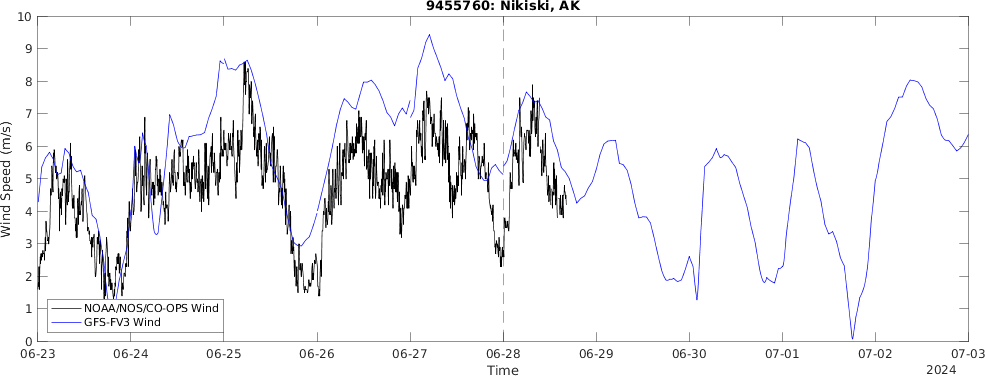 9455760: Nikiski, AK
10
9
8
7
6
5
4
3
2
1
0
Wind Speed (m/s)
NOAA/NOS/CO-OPS Wind
GFS-FV3 Wind
06-23 06-24 06-25 06-26 06-27 06-28 06-29 06-30 07-01 07-02 07-03
Time
2024